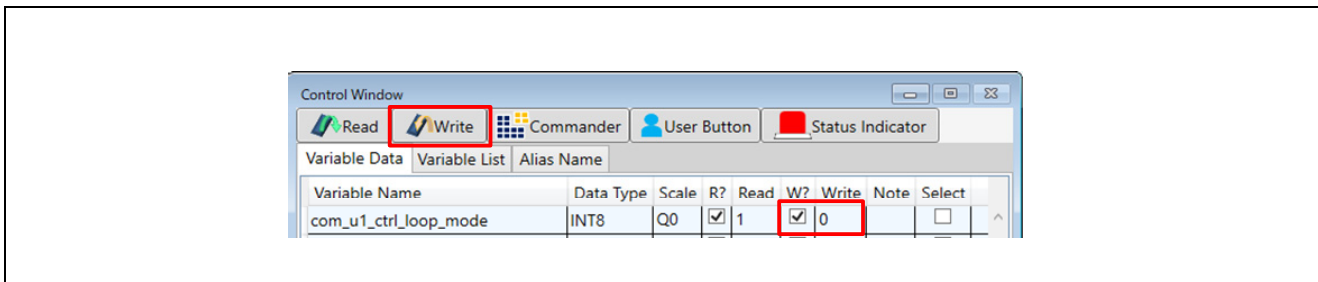 Control Window
Read Write Commander User Button Status Indicator
Variable Data Variable List Alias Name
Variable Name Data Type Scale R? Read W? Write Note Select
com_u1_ctrl_loop_mode INT8 Q0 1 0